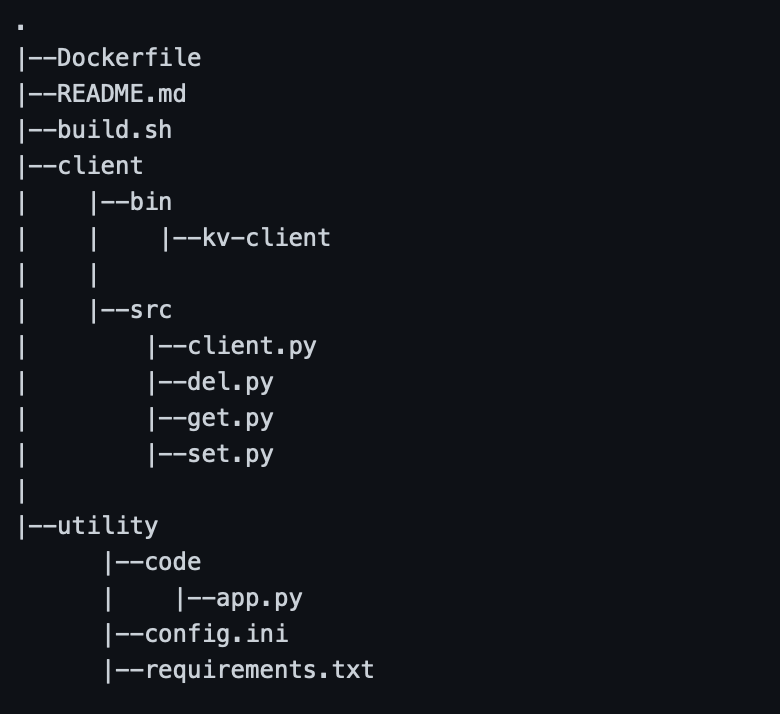 .
|--Dockerfile
|--README.md
|--build.sh
|--client
|    |--bin
|    |    |--kv-client
|    |
|    |--src
|        |--client.py
|        |--del.py
|        |--get.py
|        |--set.py
|
|--utility
      |--code
      |    |--app.py
      |--config.ini
      |--requirements.txt